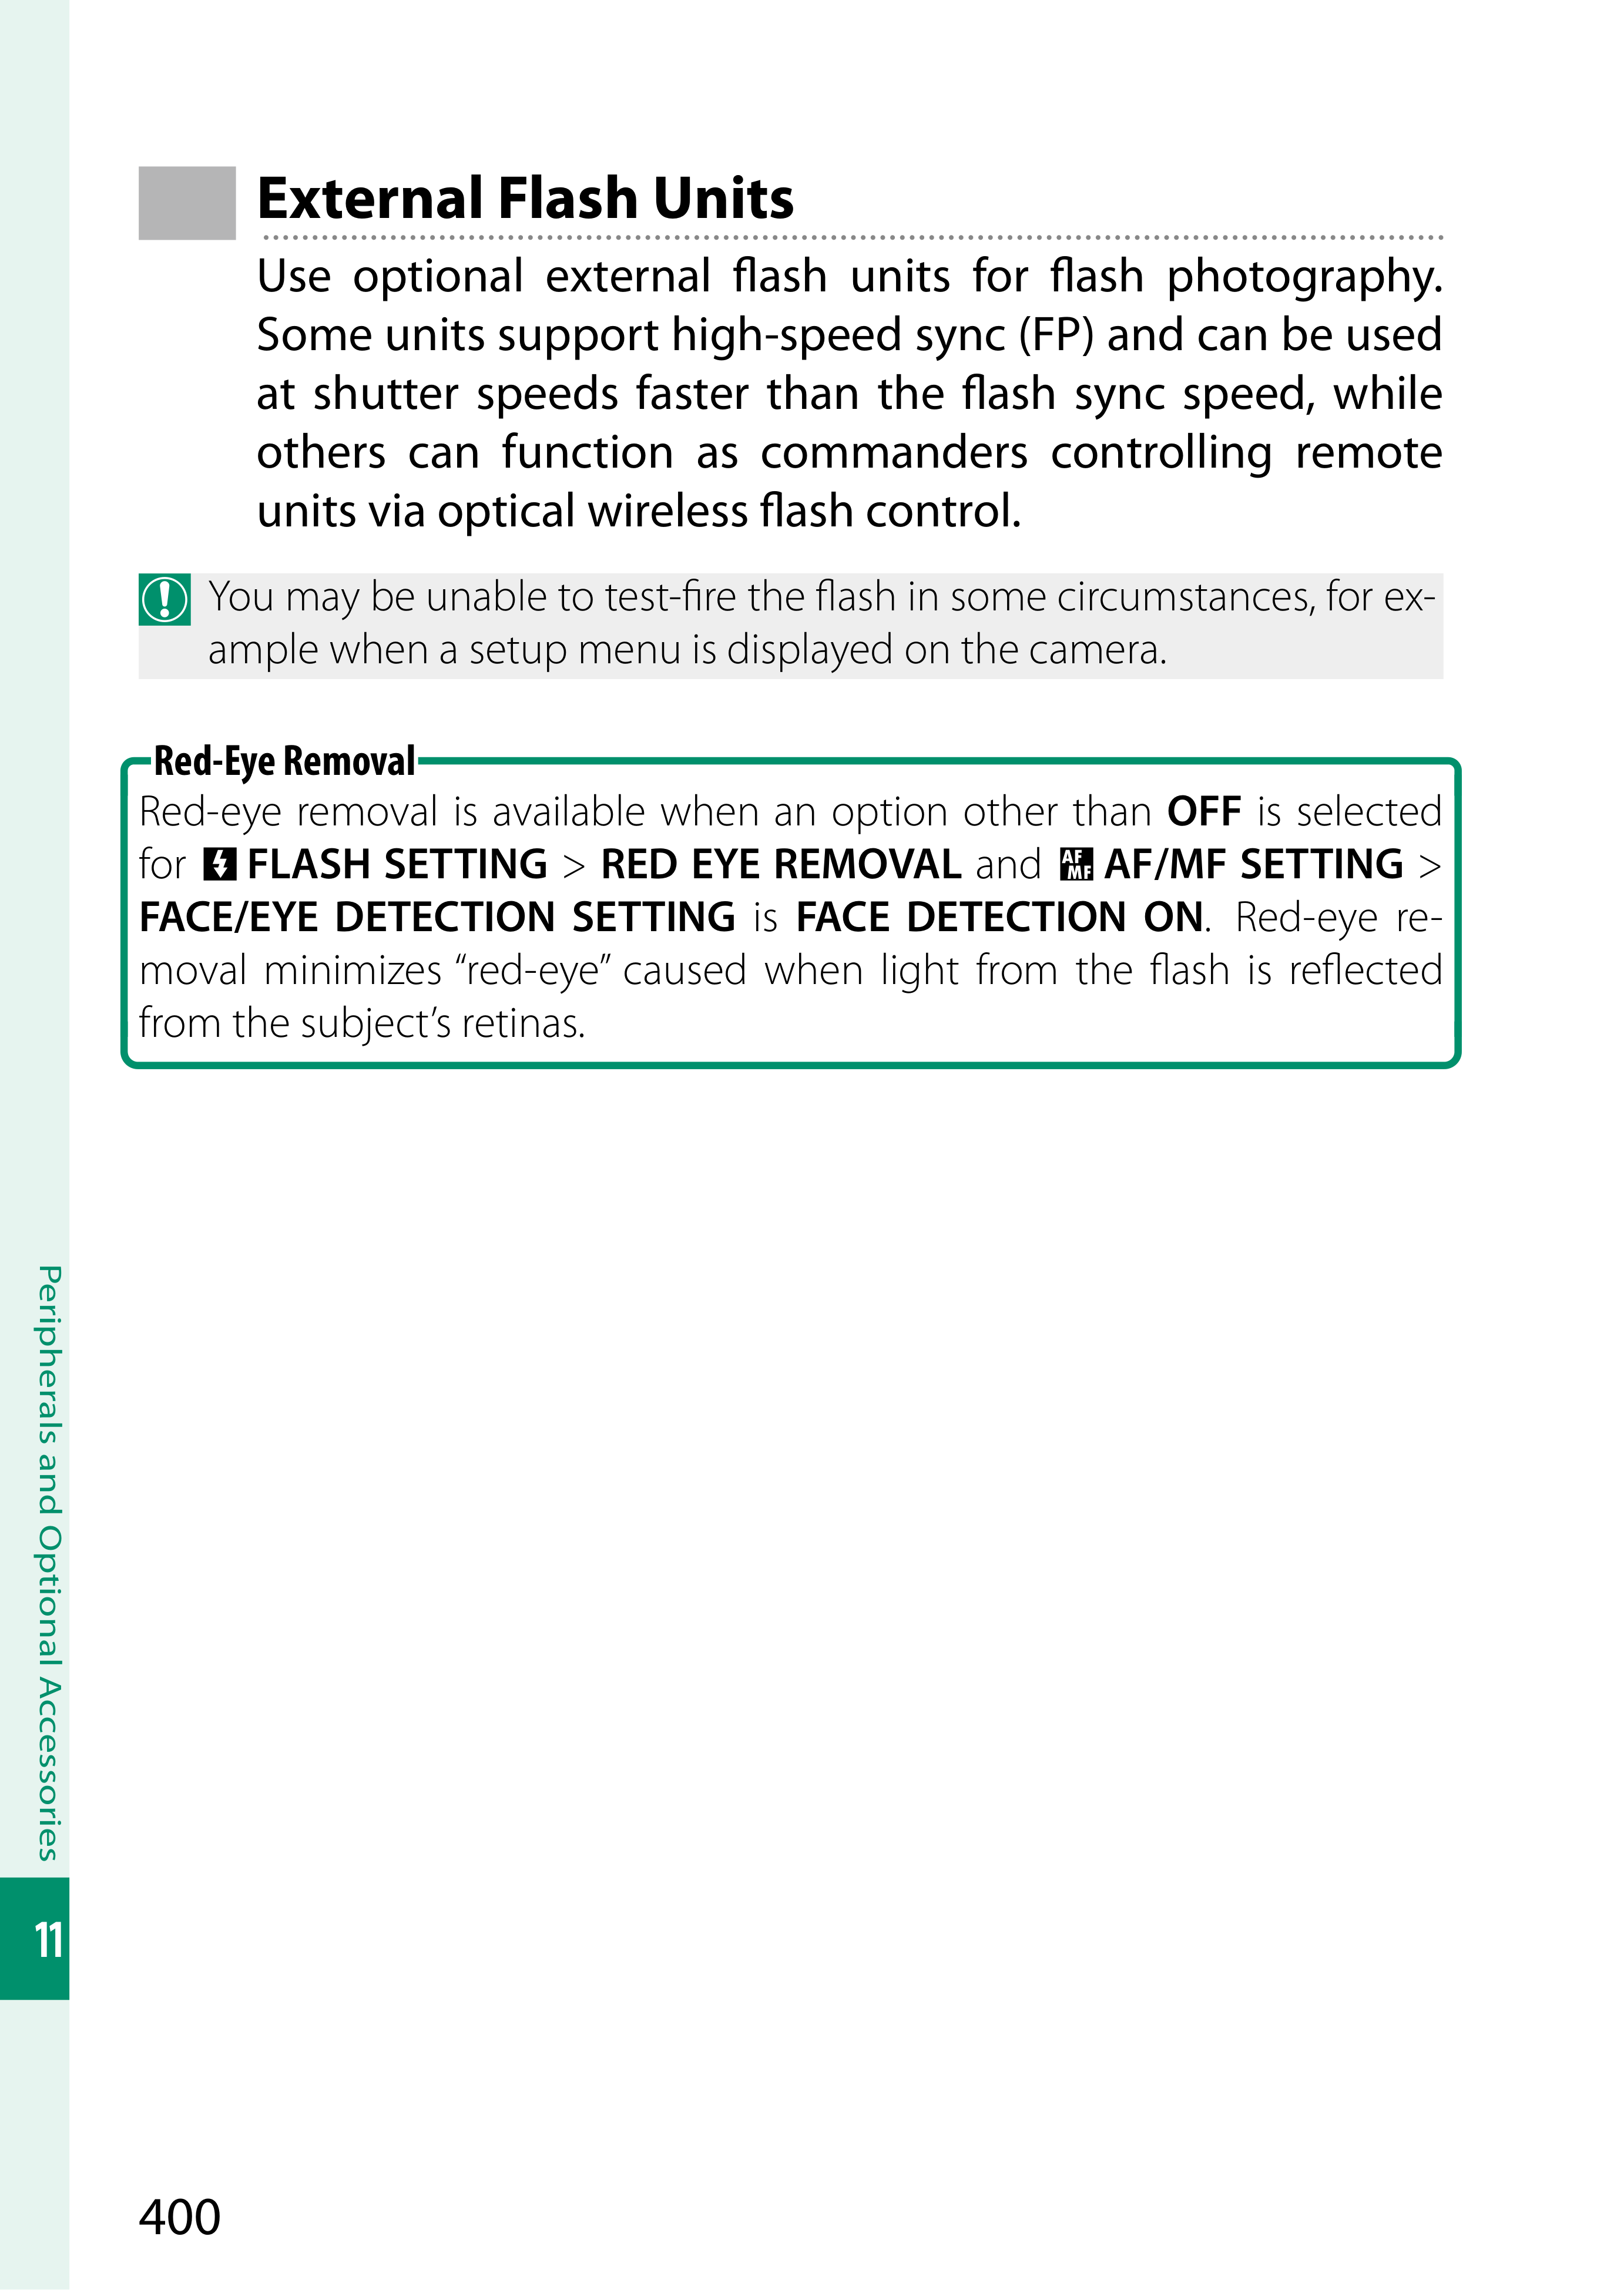 External Flash Units
Use optional external flash units for flash photography.
Some units support high-speed sync (FP) and can be used
at shutter speeds faster than the flash sync speed, while
others can function as commanders controlling remote
units via optical wireless flash control.
You may be unable to test-fire the flash in some circumstances, for ex-
ample when a setup menu is displayed on the camera.
Red-Eye Removal
Red-eye removal is available when an option other than OFF is selected
for FLASH SETTING > RED EYE REMOVAL and AF MF AF/MF SETTING >
FACE/EYE DETECTION SETTING is FACE DETECTION ON. Red-eye re-
moval minimizes “red-eye” caused when light from the flash is reflected
from the subject’s retinas.
Peripherals and Optional Accessories
11
400